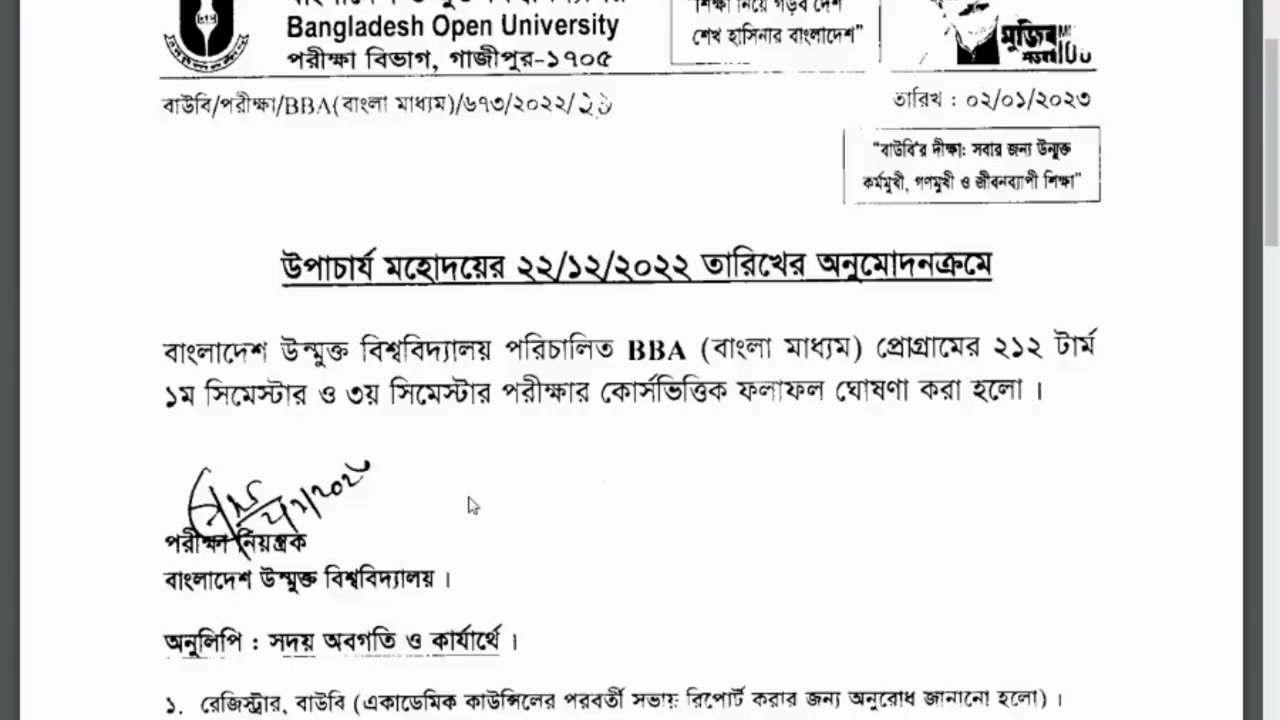 Bangladesh Open University
"শিক্ষা নিয়ে গড়ব দেশ
শেখ হাসিনার বাংলাদেশ"
পরীক্ষা বিভাগ, গাজীপুর-১৭০৫
মুজিব
বাউবি/পরীক্ষা/BBA(বাংলা মাধ্যম)/৬৭৩/২০২২/
তারিখ : ০২/০১/২০২৩
"বাউবি'র দীক্ষা: সবার জন্য উন্মুক্ত
কর্মমুখী, গণমুখী ও জীবনব্যাপী শিক্ষা"
উপাচার্য মহোদয়ের ২২/১২/২০২২ তারিখের অনুমোদনক্রমে
বাংলাদেশ উন্মুক্ত বিশ্ববিদ্যালয় পরিচালিত BBA (বাংলা মাধ্যম) প্রোগ্রামের ২১২ টার্ম
১ম সিমেস্টার ও ৩য় সিমেস্টার পরীক্ষার কোর্সভিত্তিক ফলাফল ঘোষণা করা হলো ।
পরীক্ষা নিয়ন্ত্রক
বাংলাদেশ উন্মুক্ত বিশ্ববিদ্যালয় ।
অনুলিপি : সদয় অবগতি ও কার্যার্থে ।
১. রেজিস্ট্রার, বাউবি (একাডেমিক কাউন্সিলের পরবর্তী সভায় রিপোর্ট করার জন্য অনুরোধ জানানো হলো) ।